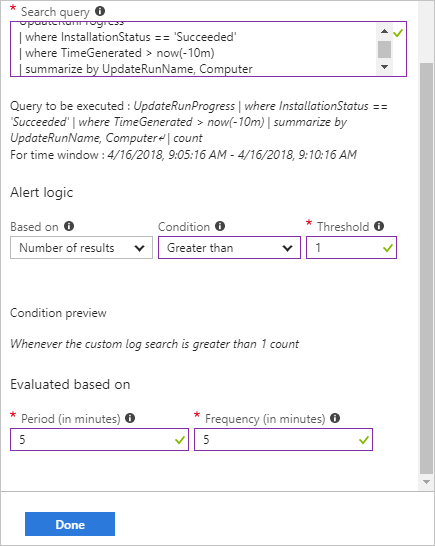 Search query
UpdateRunProgress
| where InstallationStatus == 'Succeeded'
| where TimeGenerated > now(-10m)
| summarize by UpdateRunName, Computer
Query to be executed : UpdateRunProgress | where InstallationStatus ==
'Succeeded' | where TimeGenerated > now(-10m) | summarize by
UpdateRunName, Computer↵ | count
For time window : 4/16/2018, 9:05:16 AM - 4/16/2018, 9:10:16 AM
Alert logic
Based on Condition * Threshold
Number of results Greater than 1
Condition preview
Whenever the custom log search is greater than 1 count
Evaluated based on
* Period (in minutes) * Frequency (in minutes)
5 5
Done